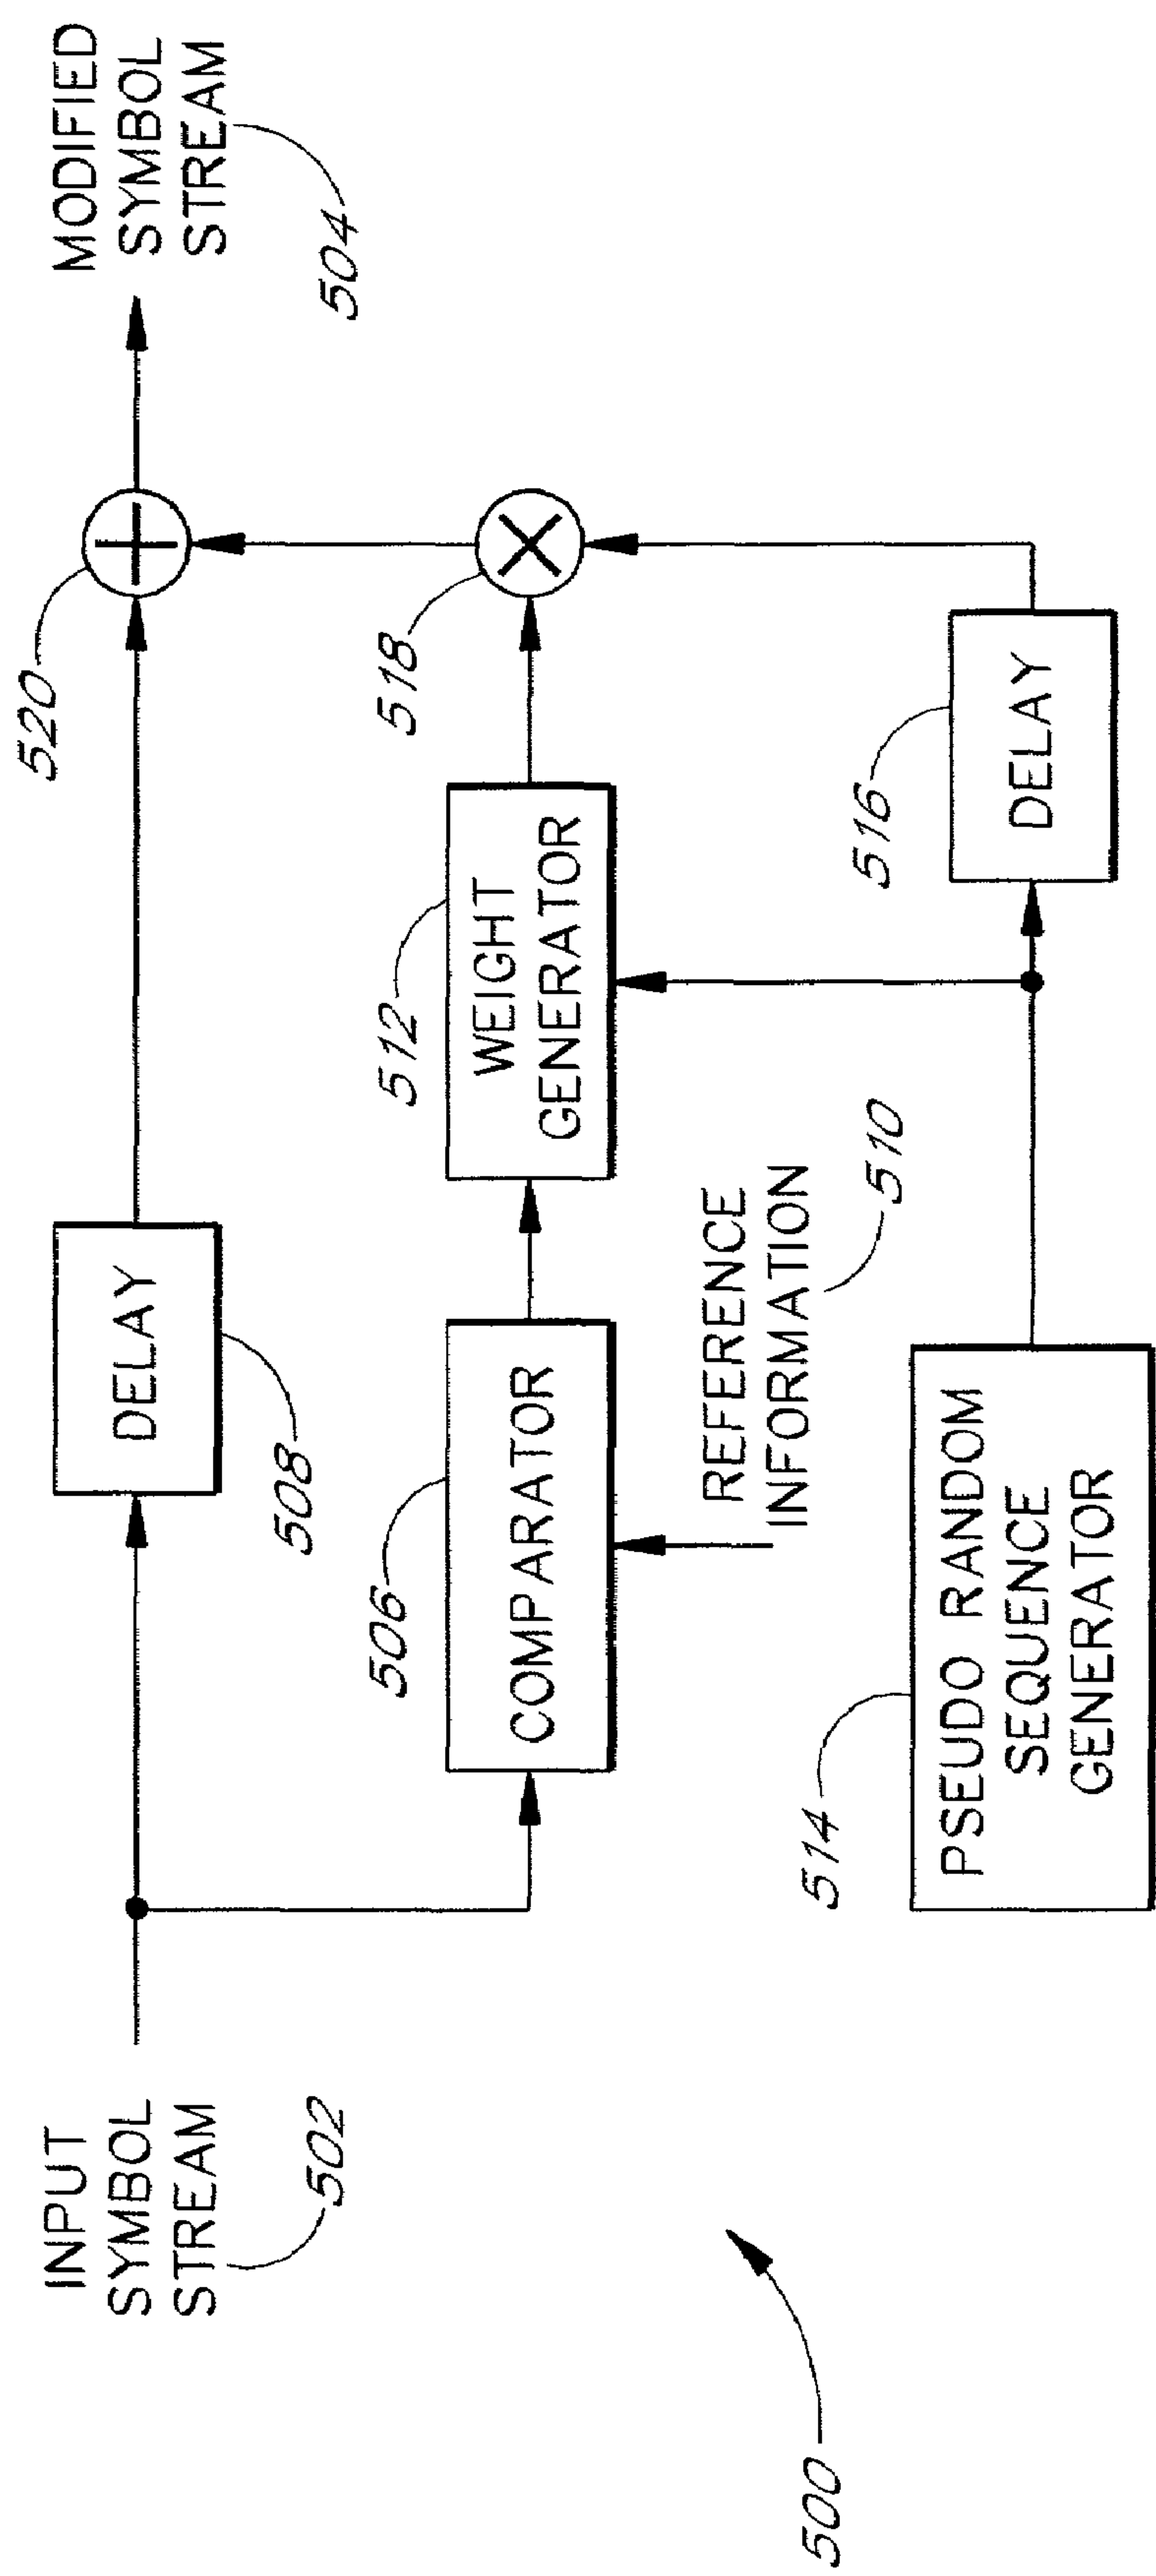 INPUT
SYMBOL
STREAM
502
DELAY
508
520
MODIFIED
SYMBOL
STREAM
504
COMPARATOR
506
WEIGHT
GENERATOR
512
518
REFERENCE
INFORMATION
510
PSEUDO RANDOM
SEQUENCE
GENERATOR
514
DELAY
516
500